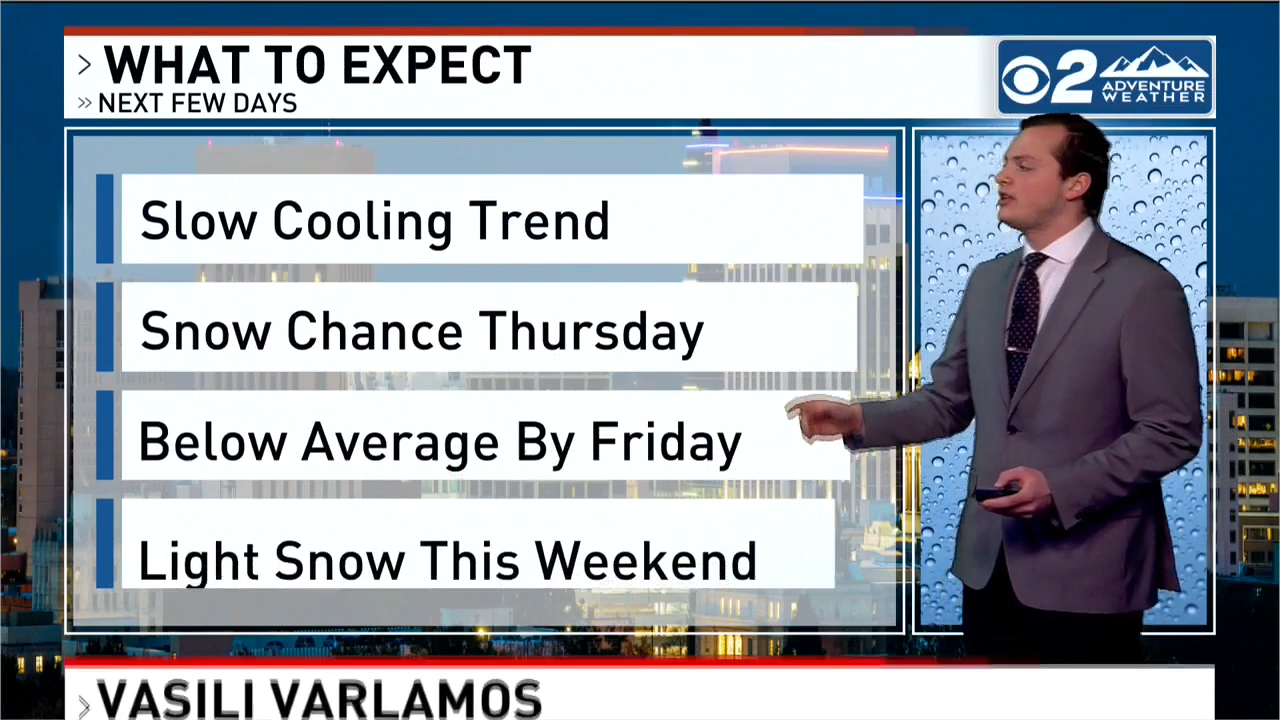 > WHAT TO EXPECT
» NEXT FEW DAYS
2
ADVENTURE
WEATHER
Slow Cooling Trend
Snow Chance Thursday
Below Average By Friday
Light Snow This Weekend
> VASILI VARLAMOS